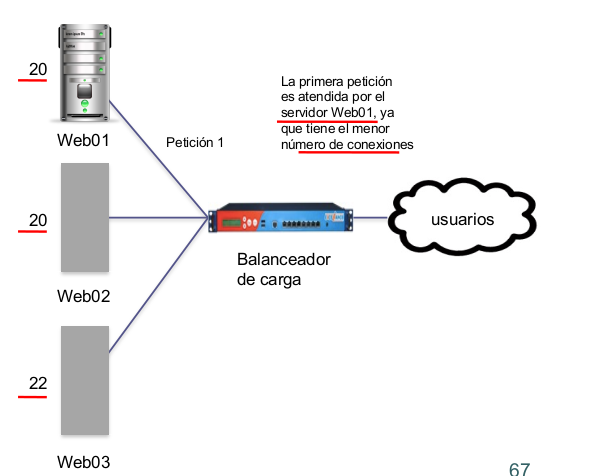 20
La primera petición
es atendida por el
servidor Web01, ya
que tiene el menor
número de conexiones
Web01
Petición 1
20
usuarios
Balanceador
de carga
Web02
22
Web03
67